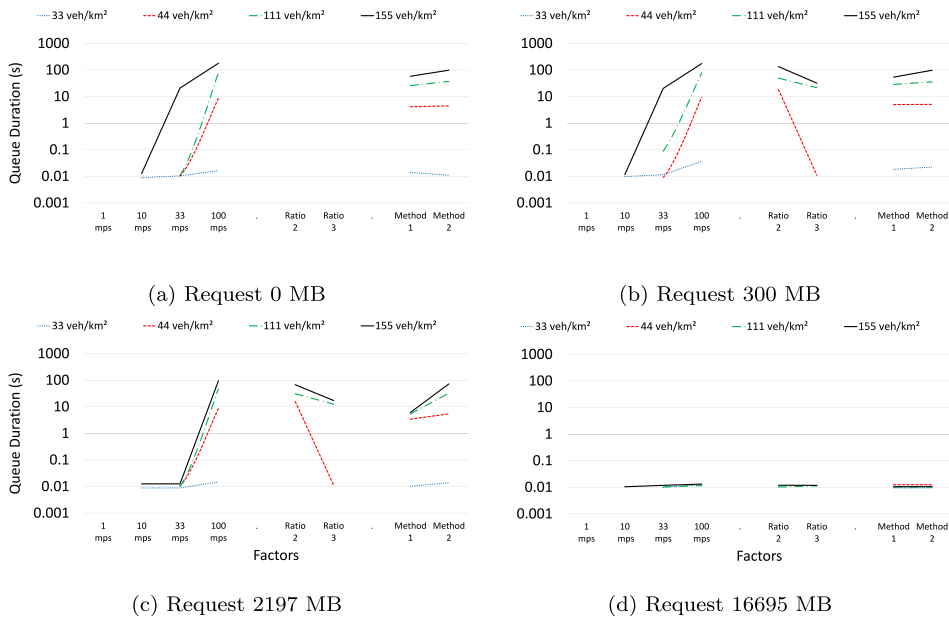 33 veh/km² 44 veh/km² 111 veh/km² 155 veh/km²
Queue Duration (s)
1000
100
10
1
0.1
0.01
0.001
1 mps 10 mps 33 mps 100 mps . Ratio 2 Ratio 3 . Method 1 Method 2
(a) Request 0 MB
33 veh/km² 44 veh/km² 111 veh/km² 155 veh/km²
1000
100
10
1
0.1
0.01
0.001
1 mps 10 mps 33 mps 100 mps . Ratio 2 Ratio 3 . Method 1 Method 2
(b) Request 300 MB
33 veh/km² 44 veh/km² 111 veh/km² 155 veh/km²
Queue Duration (s)
1000
100
10
1
0.1
0.01
0.001
1 mps 10 mps 33 mps 100 mps . Ratio 2 Ratio 3 . Method 1 Method 2
Factors
(c) Request 2197 MB
33 veh/km² 44 veh/km² 111 veh/km² 155 veh/km²
1000
100
10
1
0.1
0.01
0.001
1 mps 10 mps 33 mps 100 mps . Ratio 2 Ratio 3 . Method 1 Method 2
Factors
(d) Request 16695 MB